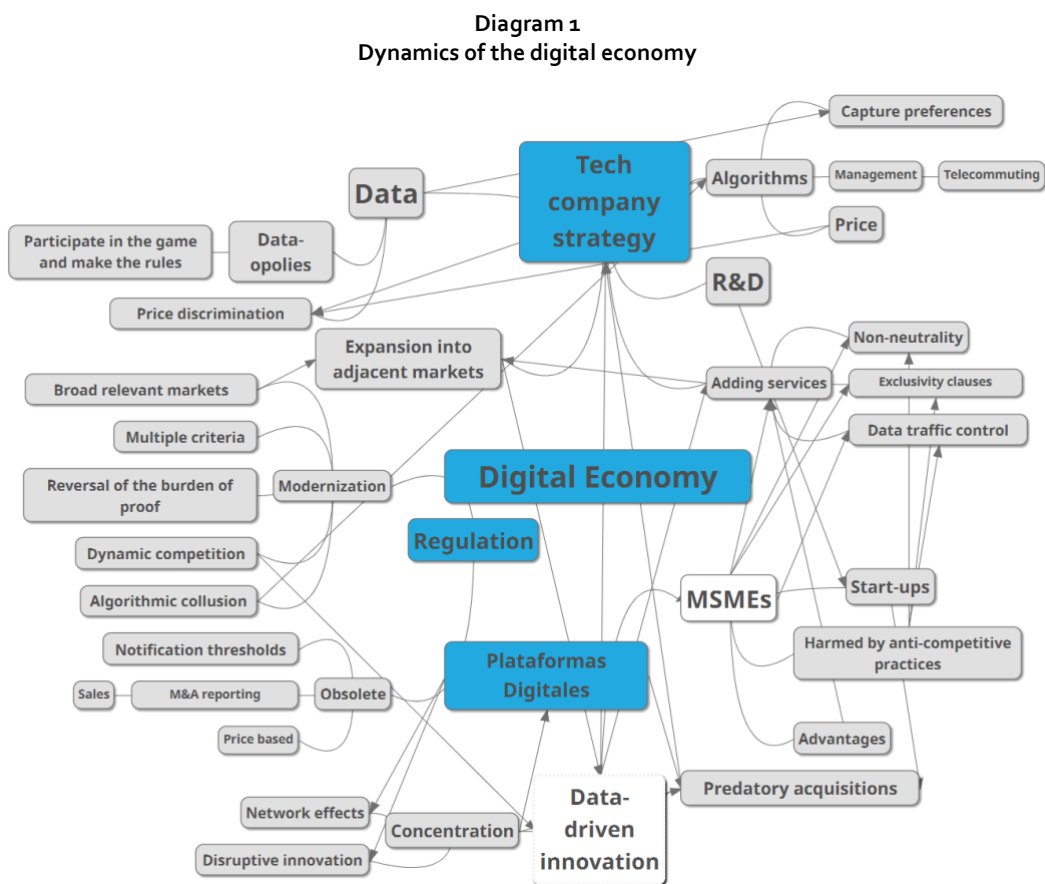 Diagram 1
Dynamics of the digital economy
Capture preferences
Tech
company
strategy
Algorithms
Management
Telecommuting
Data
Price
Participate in the game
and make the rules
Data-
opolies
R&D
Price discrimination
Non-neutrality
Expansion into
adjacent markets
Broad relevant markets
Adding services
Exclusivity clauses
Multiple criteria
Data traffic control
Digital Economy
Modernization
Reversal of the burden of
proof
Regulation
Dynamic competition
Algorithmic collusion
MSMEs
Start-ups
Notification thresholds
Harmed by anti-competitive
practices
Plataformas
Digitales
Sales
M&A reporting
Obsolete
Price based
Advantages
Predatory acquisitions
Data-
driven
innovation
Network effects
Concentration
Disruptive innovation